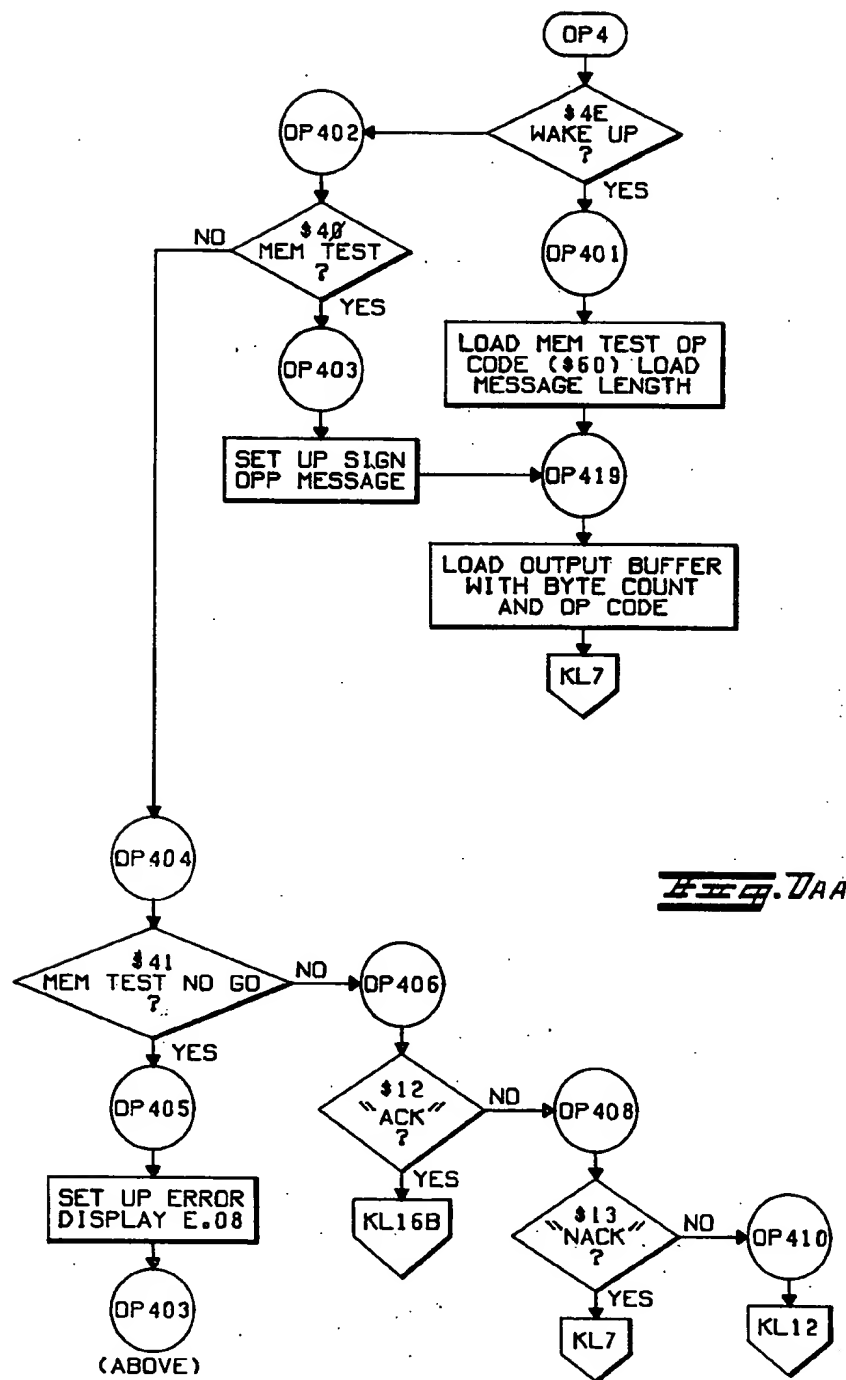 OP4
$4E
WAKE UP
?
YES
OP402
$40
MEM TEST
?
NO
YES
OP401
OP403
LOAD MEM TEST OP
CODE ($60) LOAD
MESSAGE LENGTH
SET UP SIGN
OPP MESSAGE
OP419
LOAD OUTPUT BUFFER
WITH BYTE COUNT
AND OP CODE
KL7
OP404
$41
MEM TEST NO GO
?
NO
YES
OP406
OP405
$12
"ACK"
?
NO
YES
OP408
SET UP ERROR
DISPLAY E.08
KL16B
$13
"NACK"
?
NO
YES
OP410
OP403
(ABOVE)
KL7
KL12